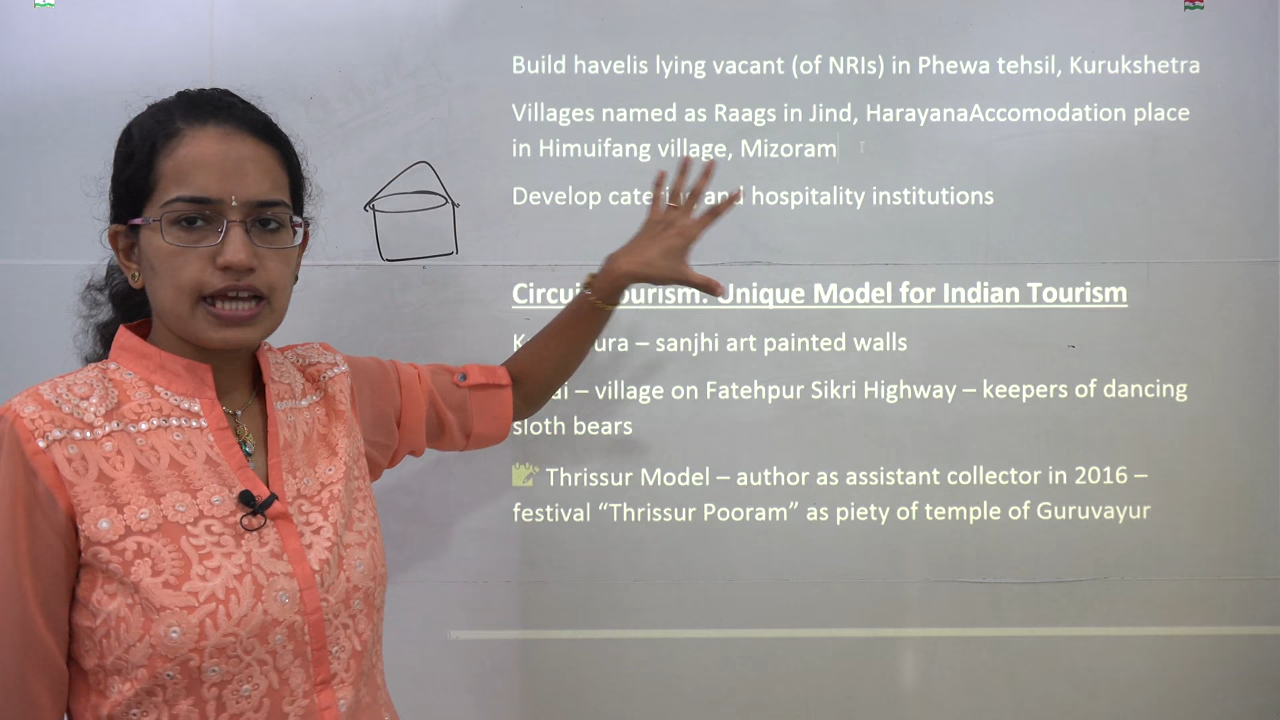 Build havelis lying vacant (of NRIs) in Phewa tehsil, Kurukshetra
Villages named as Raags in Jind, HarayanaAccomodation place
in Himuifang village, Mizoram
Develop catering and hospitality institutions
Circuit Tourism: Unique Model for Indian Tourism
– sanjhi art painted walls
– village on Fatehpur Sikri Highway – keepers of dancing
sloth bears
Thrissur Model – author as assistant collector in 2016 –
festival “Thrissur Pooram” as piety of temple of Guruvayur